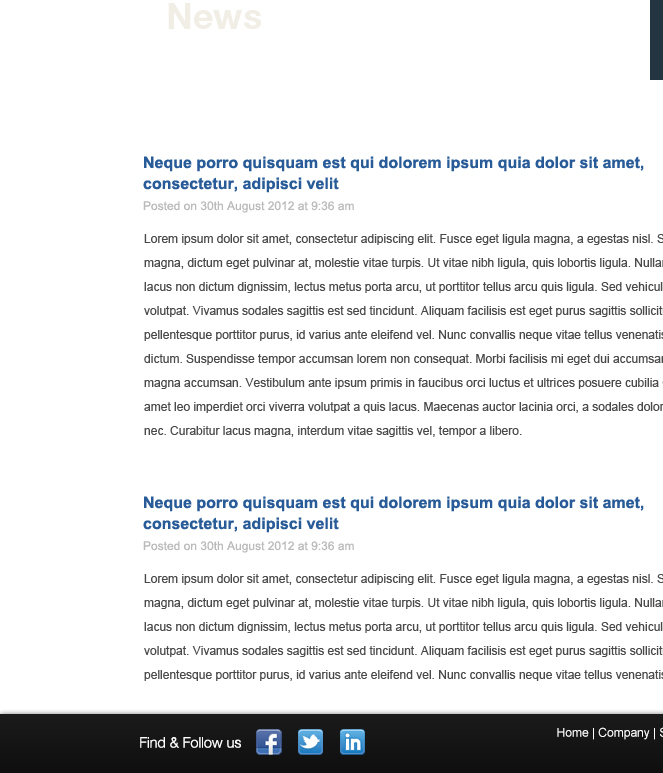 News
Neque porro quisquam est qui dolorem ipsum quia dolor sit amet,
consectetur, adipisci velit
Posted on 30th August 2012 at 9:36 am
Lorem ipsum dolor sit amet, consectetur adipiscing elit. Fusce eget ligula magna, a egestas nisl. S
magna, dictum eget pulvinar at, molestie vitae turpis. Ut vitae nibh ligula, quis lobortis ligula. Nulla
lacus non dictum dignissim, lectus metus porta arcu, ut porttitor tellus arcu quis ligula. Sed vehicul
volutpat. Vivamus sodales sagittis est sed tincidunt. Aliquam facilisis est eget purus sagittis sollicit
pellentesque porttitor purus, id varius ante eleifend vel. Nunc convallis neque vitae tellus venenatis
dictum. Suspendisse tempor accumsan lorem non consequat. Morbi facilisis mi eget dui accumsan
magna accumsan. Vestibulum ante ipsum primis in faucibus orci luctus et ultrices posuere cubilia
amet leo imperdiet orci viverra volutpat a quis lacus. Maecenas auctor lacinia orci, a sodales dolor
nec. Curabitur lacus magna, interdum vitae sagittis vel, tempor a libero.
Neque porro quisquam est qui dolorem ipsum quia dolor sit amet,
consectetur, adipisci velit
Posted on 30th August 2012 at 9:36 am
Lorem ipsum dolor sit amet, consectetur adipiscing elit. Fusce eget ligula magna, a egestas nisl. S
magna, dictum eget pulvinar at, molestie vitae turpis. Ut vitae nibh ligula, quis lobortis ligula. Nulla
lacus non dictum dignissim, lectus metus porta arcu, ut porttitor tellus arcu quis ligula. Sed vehicul
volutpat. Vivamus sodales sagittis est sed tincidunt. Aliquam facilisis est eget purus sagittis sollicit
pellentesque porttitor purus, id varius ante eleifend vel. Nunc convallis neque vitae tellus venenatis
Find & Follow us f in
Home | Company | S